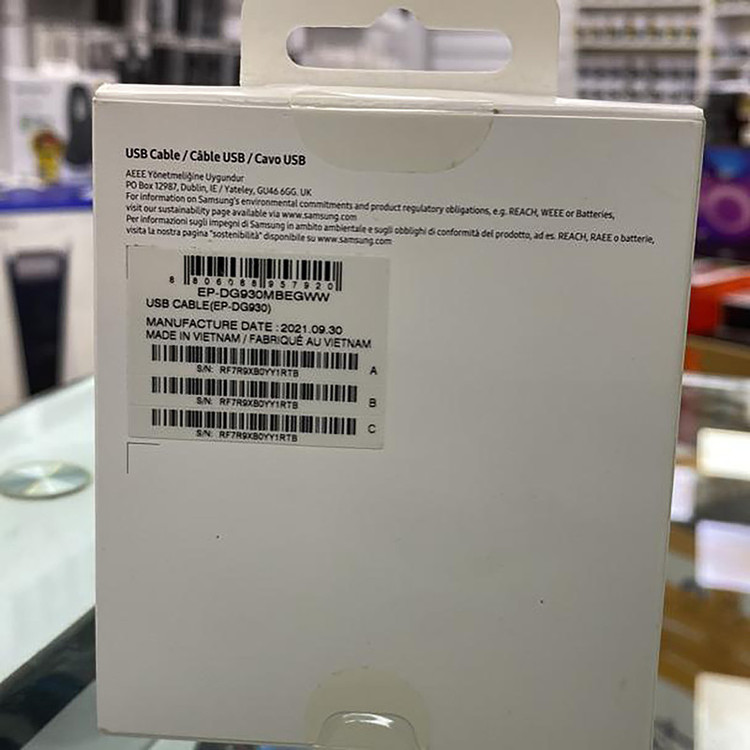 USB Cable / Câble USB / Cavo USB
AEEE Yönetmeliğine Uygundur
PO Box 12987, Dublin, IE / Yateley, GU46 6GG. UK
For information on Samsung's environmental commitments and product regulatory obligations, e.g. REACH, WEEE or Batteries,
visit our sustainability page available via www.samsung.com
Per informazioni sugli impegni di Samsung in ambito ambientale e sugli obblighi di conformità del prodotto, ad es. REACH, RAEE o batterie,
visita la nostra pagina "sostenibilità" disponibile su www.samsung.com
8 806088 957920
EP-DG930MBEGWW
USB CABLE(EP-DG930)
MANUFACTURE DATE : 2021.09.30
MADE IN VIETNAM / FABRIQUÉ AU VIETNAM
A
S/N: RF7R9XB0YY1RTB
B
S/N: RF7R9XB0YY1RTB
C
S/N: RF7R9XB0YY1RTB